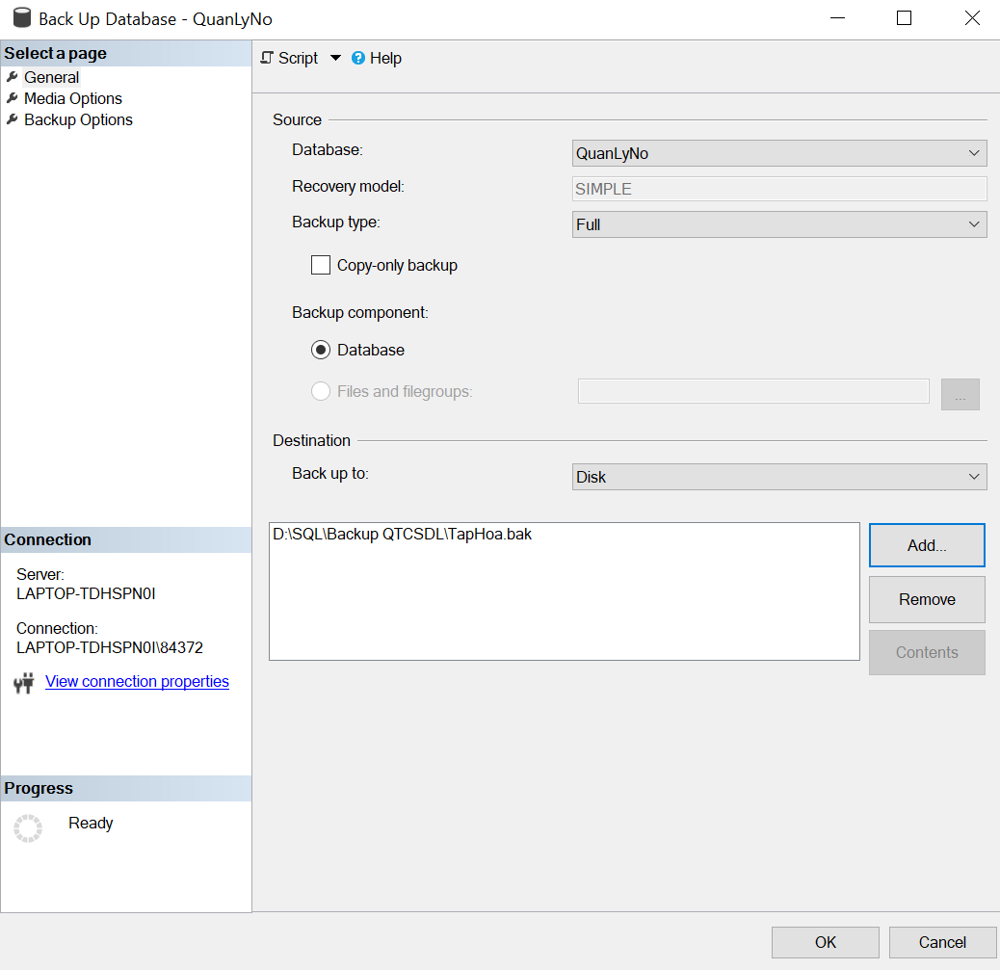 Back Up Database - QuanLyNo
Select a page
General
Media Options
Backup Options
Script
Help
Source
Database:
QuanLyNo
Recovery model:
SIMPLE
Backup type:
Full
Copy-only backup
Backup component:
Database
Files and filegroups:
...
Destination
Back up to:
Disk
D:\SQL\Backup QTCSDL\TapHoa.bak
Add...
Remove
Contents
Connection
Server:
LAPTOP-TDHSPN0I
Connection:
LAPTOP-TDHSPN0I\84372
View connection properties
Progress
Ready
OK
Cancel